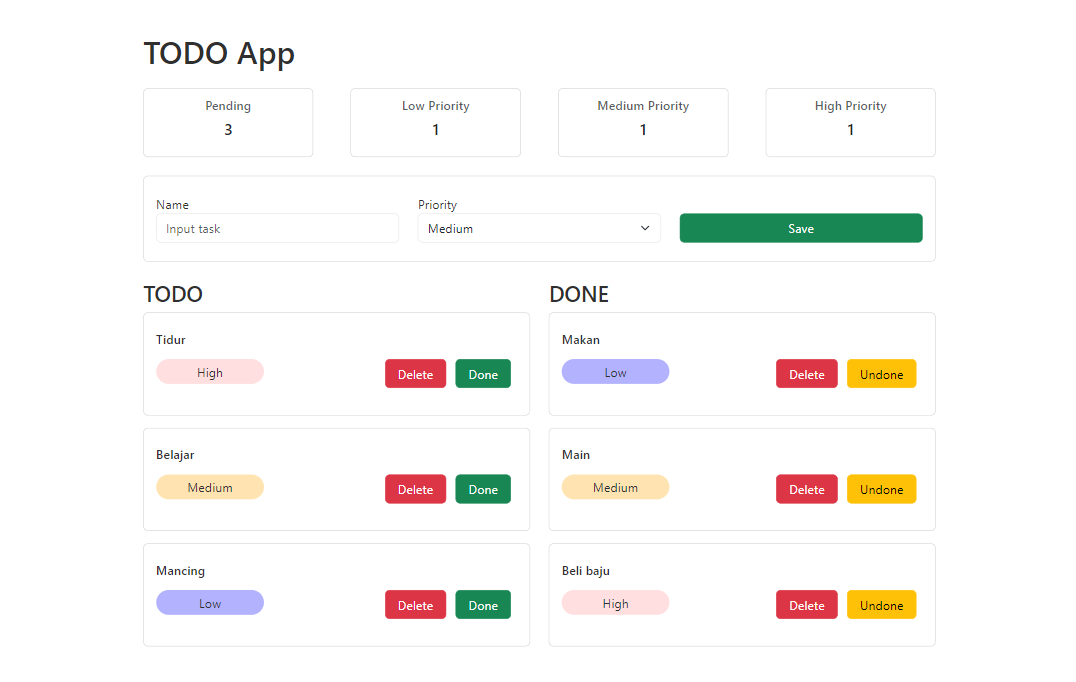 TODO App
Pending
3
Low Priority
1
Medium Priority
1
High Priority
1
Name
Input task
Priority
Medium
Save
TODO
Tidur
High
Delete
Done
Belajar
Medium
Delete
Done
Mancing
Low
Delete
Done
DONE
Makan
Low
Delete
Undone
Main
Medium
Delete
Undone
Beli baju
High
Delete
Undone